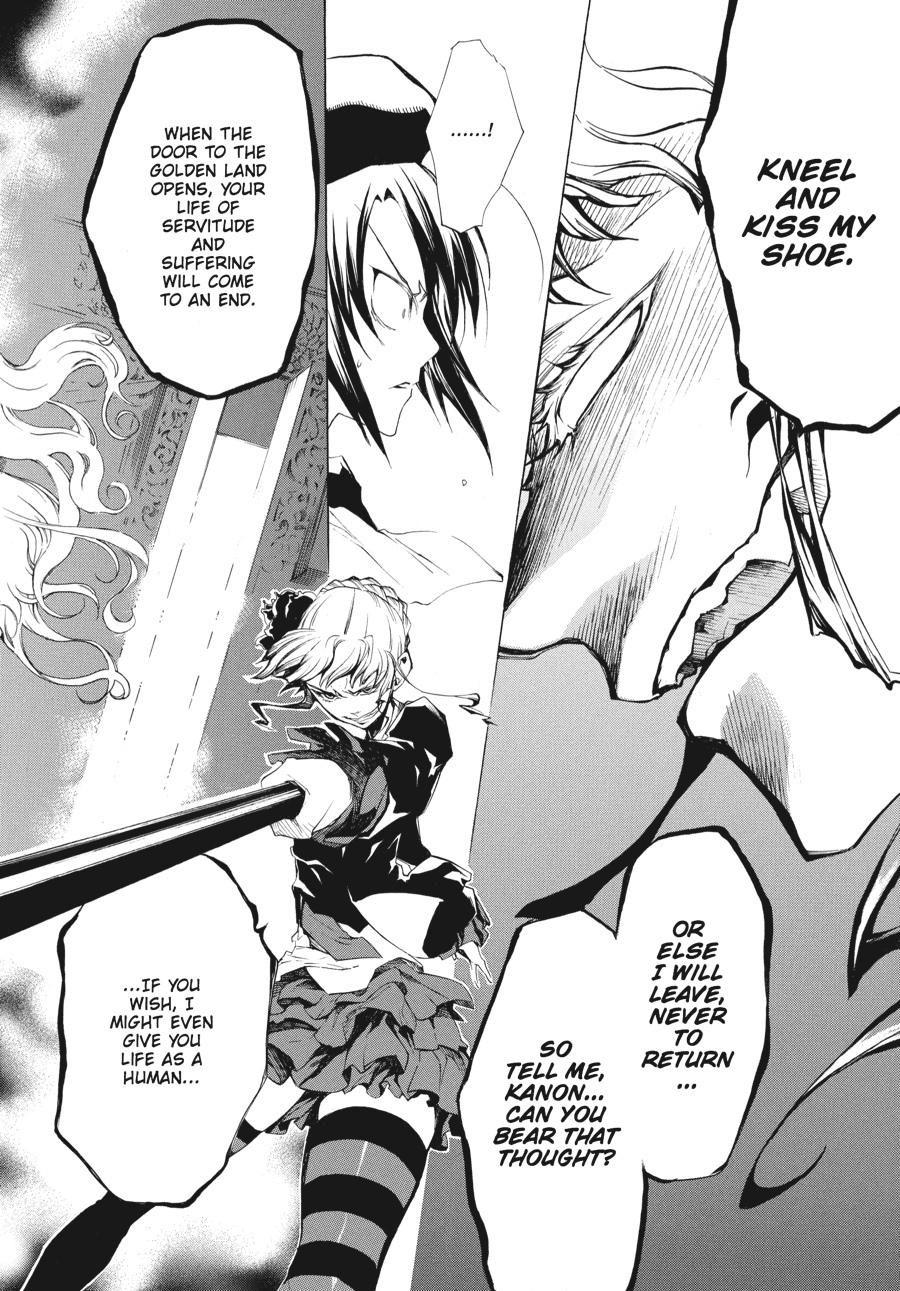 KNEEL
AND
KISS MY
SHOE.
OR
ELSE
I WILL
LEAVE,
NEVER
TO
RETURN
...
SO
TELL ME,
KANON...
CAN YOU
BEAR THAT
THOUGHT?
......!
WHEN THE
DOOR TO THE
GOLDEN LAND
OPENS, YOUR
LIFE OF
SERVITUDE
AND
SUFFERING
WILL COME
TO AN END.
...IF YOU
WISH, I
MIGHT EVEN
GIVE YOU
LIFE AS A
HUMAN...